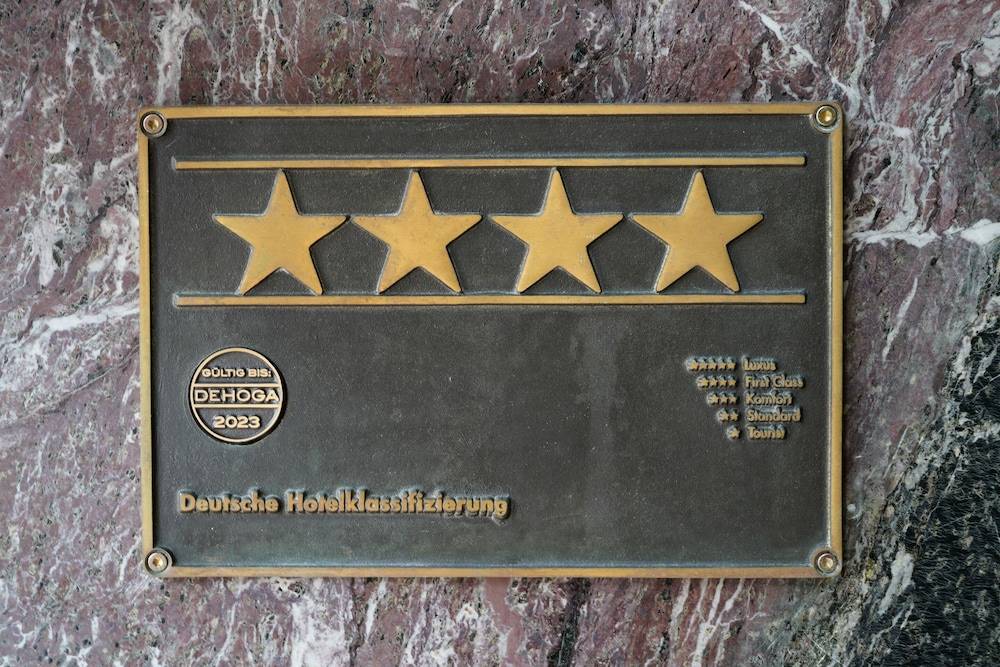 GÜLTIG BIS:
DEHOGA
2023
Luxus
First Class
Komfort
Standard
Tourist
Deutsche Hotelklassifizierung